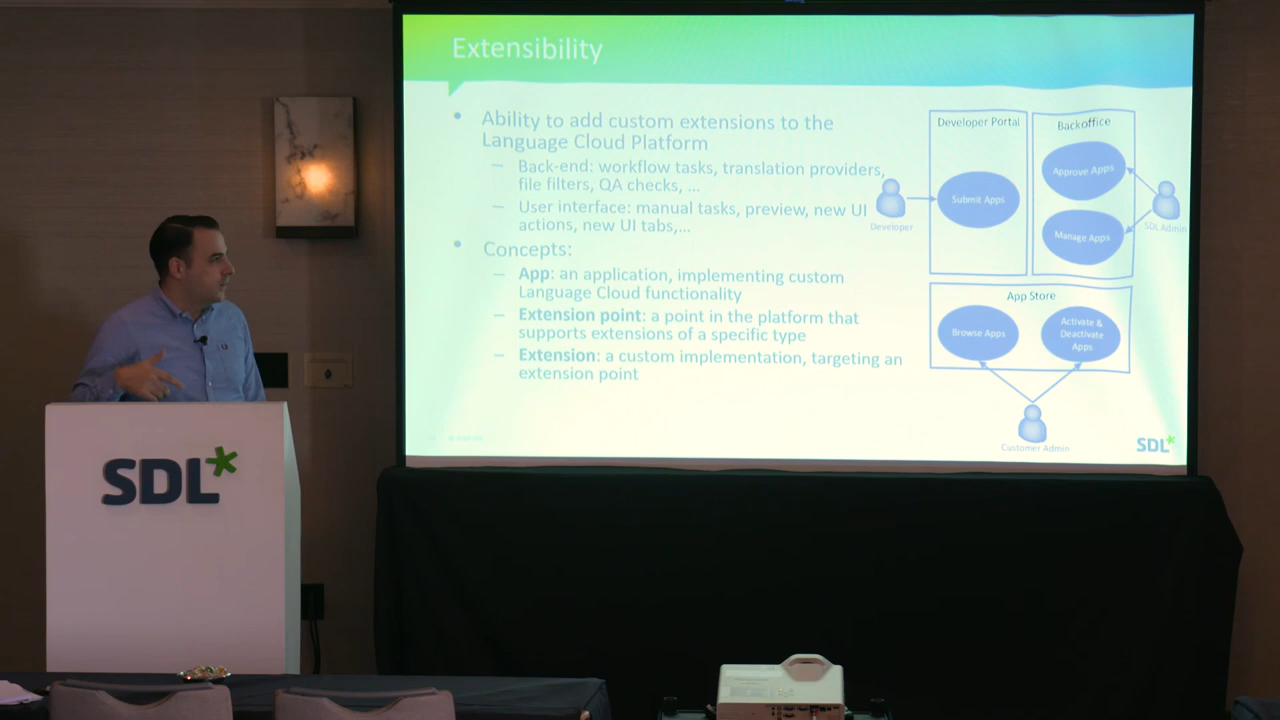 Extensibility
• Ability to add custom extensions to the
Language Cloud Platform
– Back-end: workflow tasks, translation providers,
file filters, QA checks, ...
– User interface: manual tasks, preview, new UI
actions, new UI tabs,...
• Concepts:
– App: an application, implementing custom
Language Cloud functionality
– Extension point: a point in the platform that
supports extensions of a specific type
– Extension: a custom implementation, targeting an
extension point
Developer Portal
Submit Apps
Developer
Backoffice
Approve Apps
Manage Apps
SDL Admin
App Store
Browse Apps
Activate &
Deactivate
Apps
Customer Admin
SDL*
SDL*